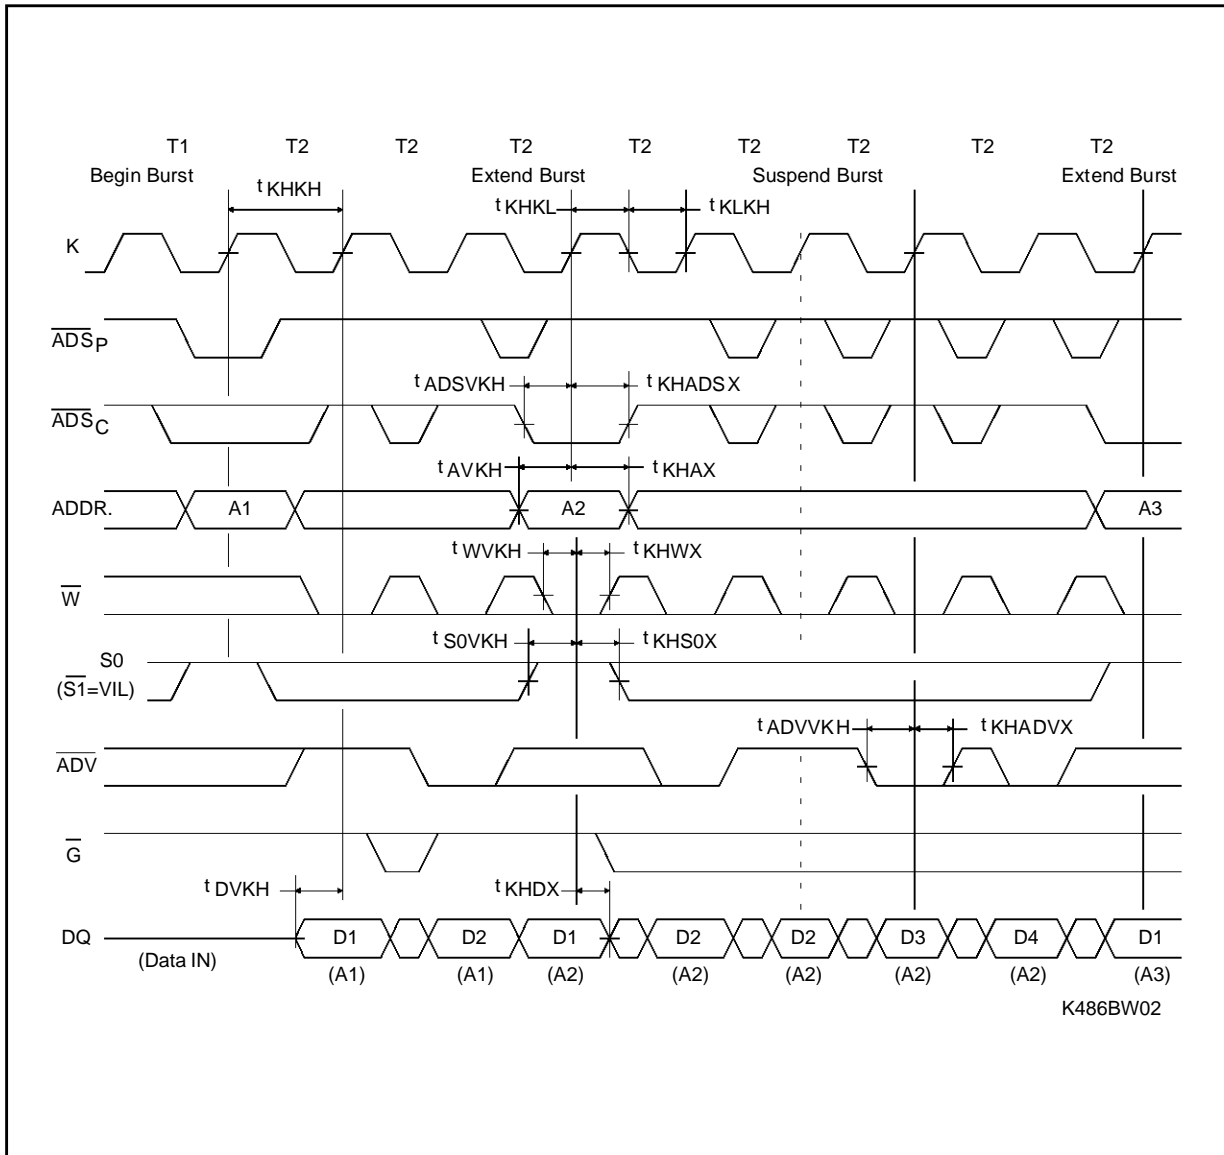 T1 T2 T2 T2 T2 T2 T2 T2 T2
Begin Burst Extend Burst Suspend Burst Extend Burst
t KHKH t KHKL t KLKH
K
ADSP
t ADSVKH t KHADSX
ADSC
t AVKH t KHAX
ADDR. A1 A2 A3
t WVKH t KHWX
W
t S0VKH t KHS0X
S0
(S1=VIL)
t ADVVKH t KHADVX
ADV
G
t DVKH t KHDX
DQ D1 D2 D1 D2 D2 D3 D4 D1
(Data IN) (A1) (A1) (A2) (A2) (A2) (A2) (A2) (A3)
K486BW02